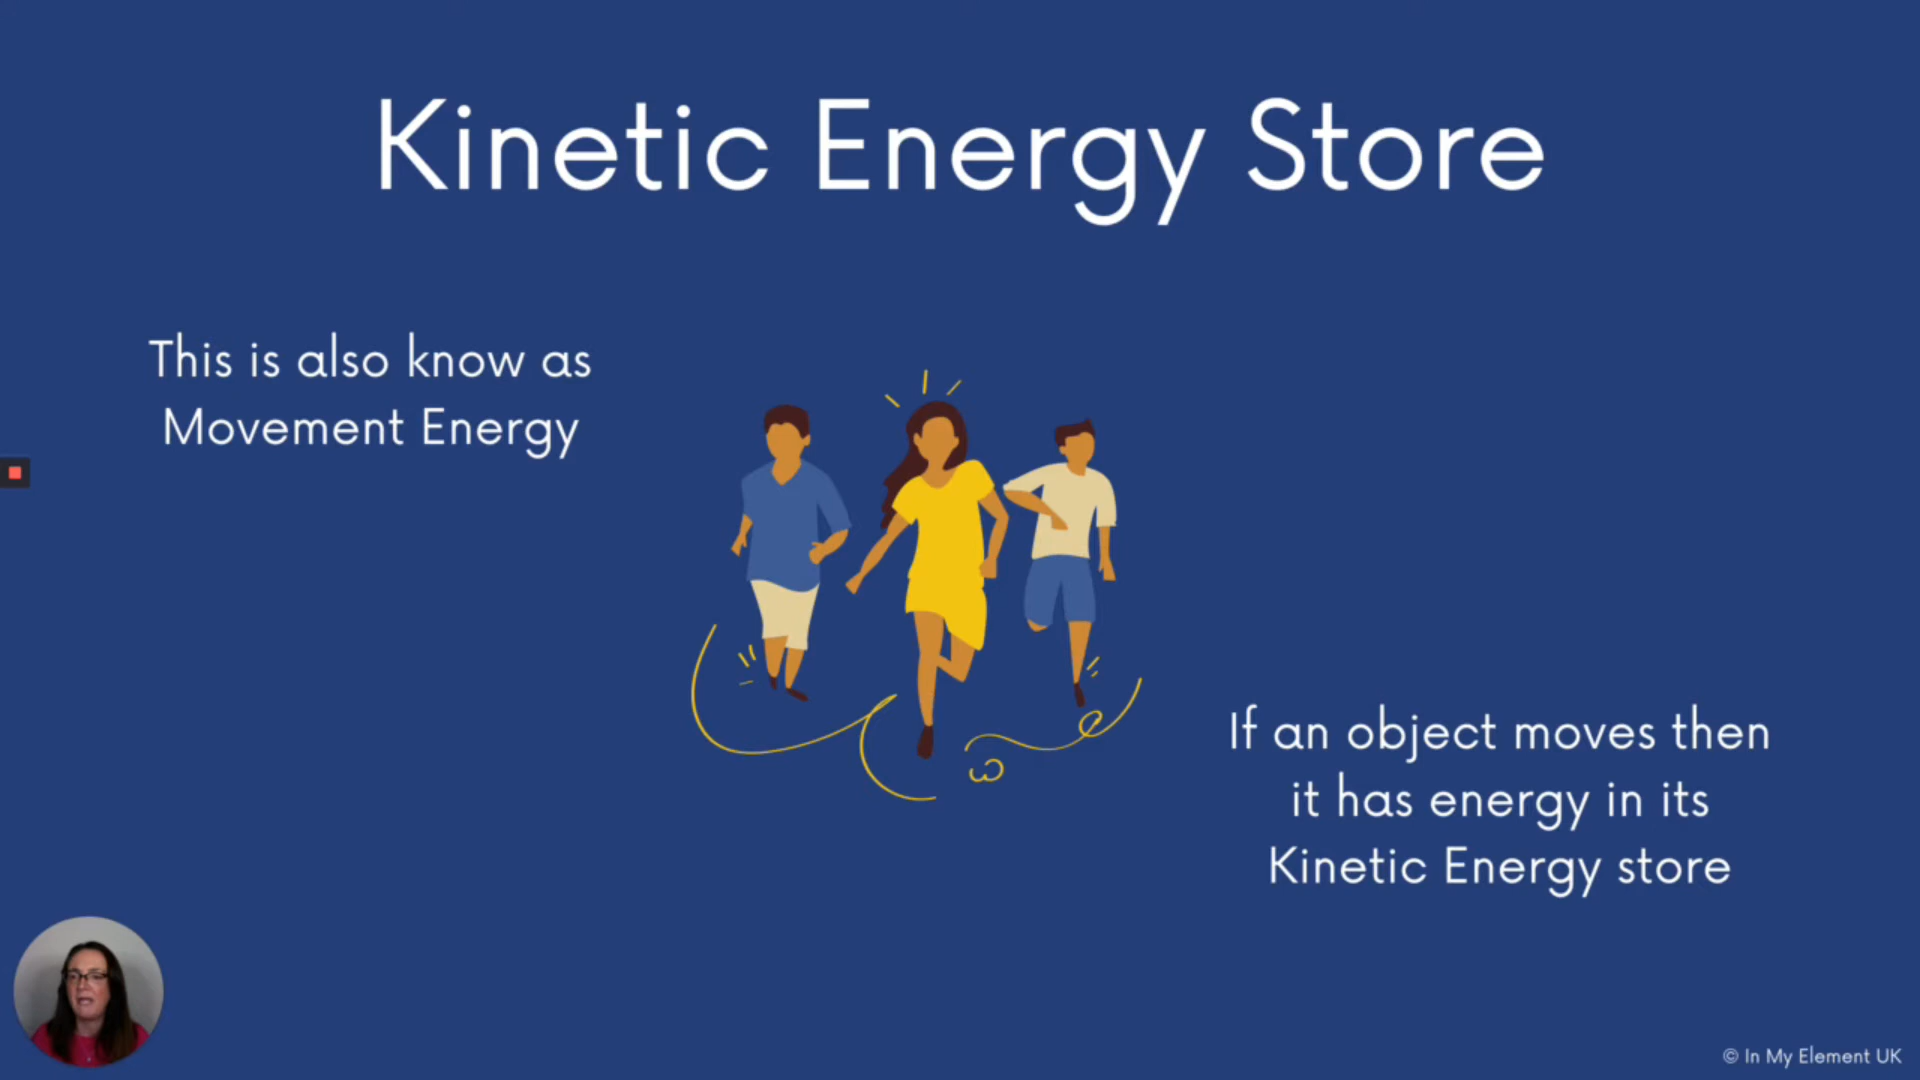 Kinetic Energy Store
This is also know as
Movement Energy
If an object moves then
it has energy in its
Kinetic Energy store
© In My Element UK